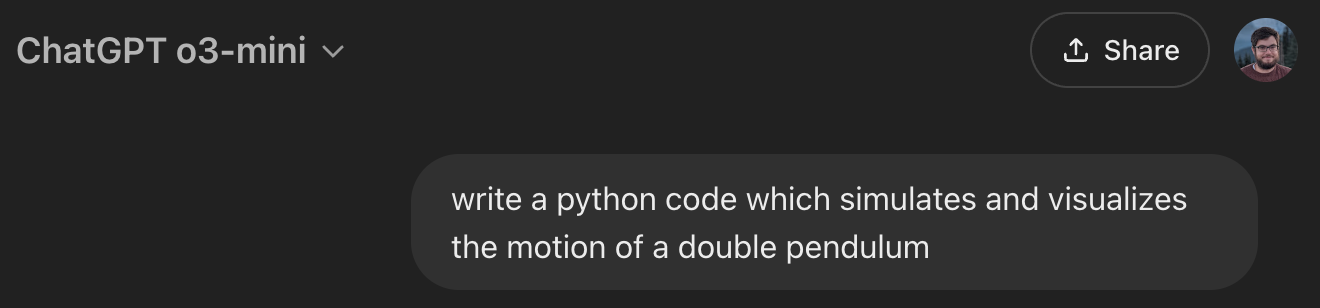 ChatGPT o3-mini
Share
write a python code which simulates and visualizes
the motion of a double pendulum